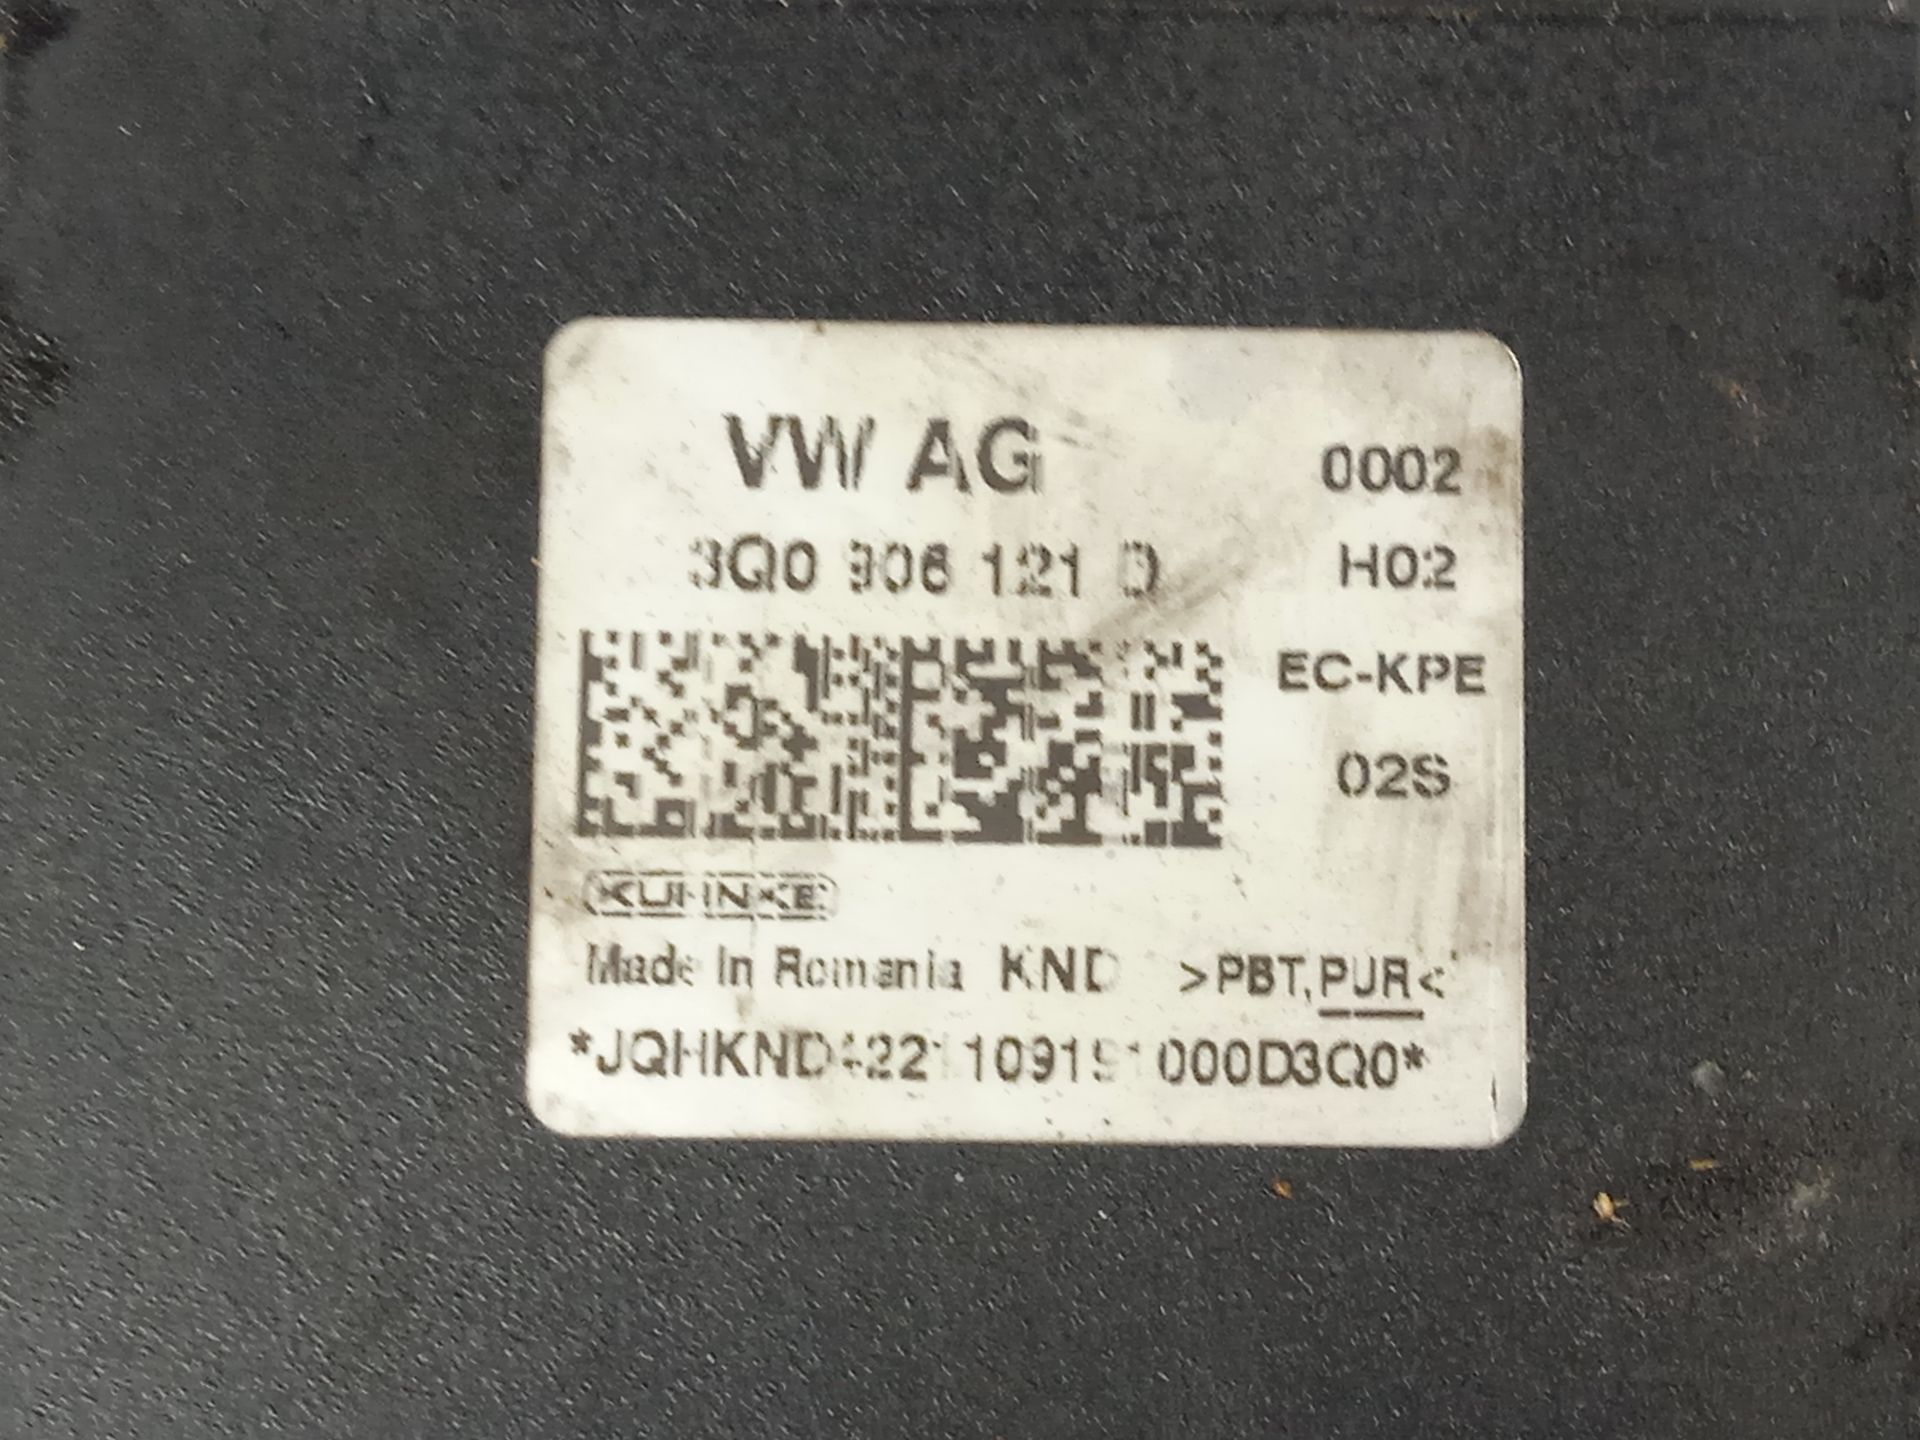 VW AG 0002
3Q0 906 121 D H02
EC-KPE
02S
KUHNKE
Made In Romania KND >PBT,PUR<